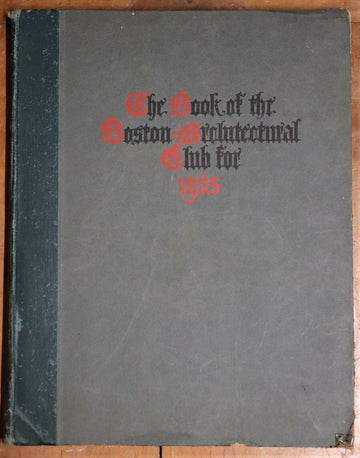 The Book of the
Boston Architectural
Club for
1925